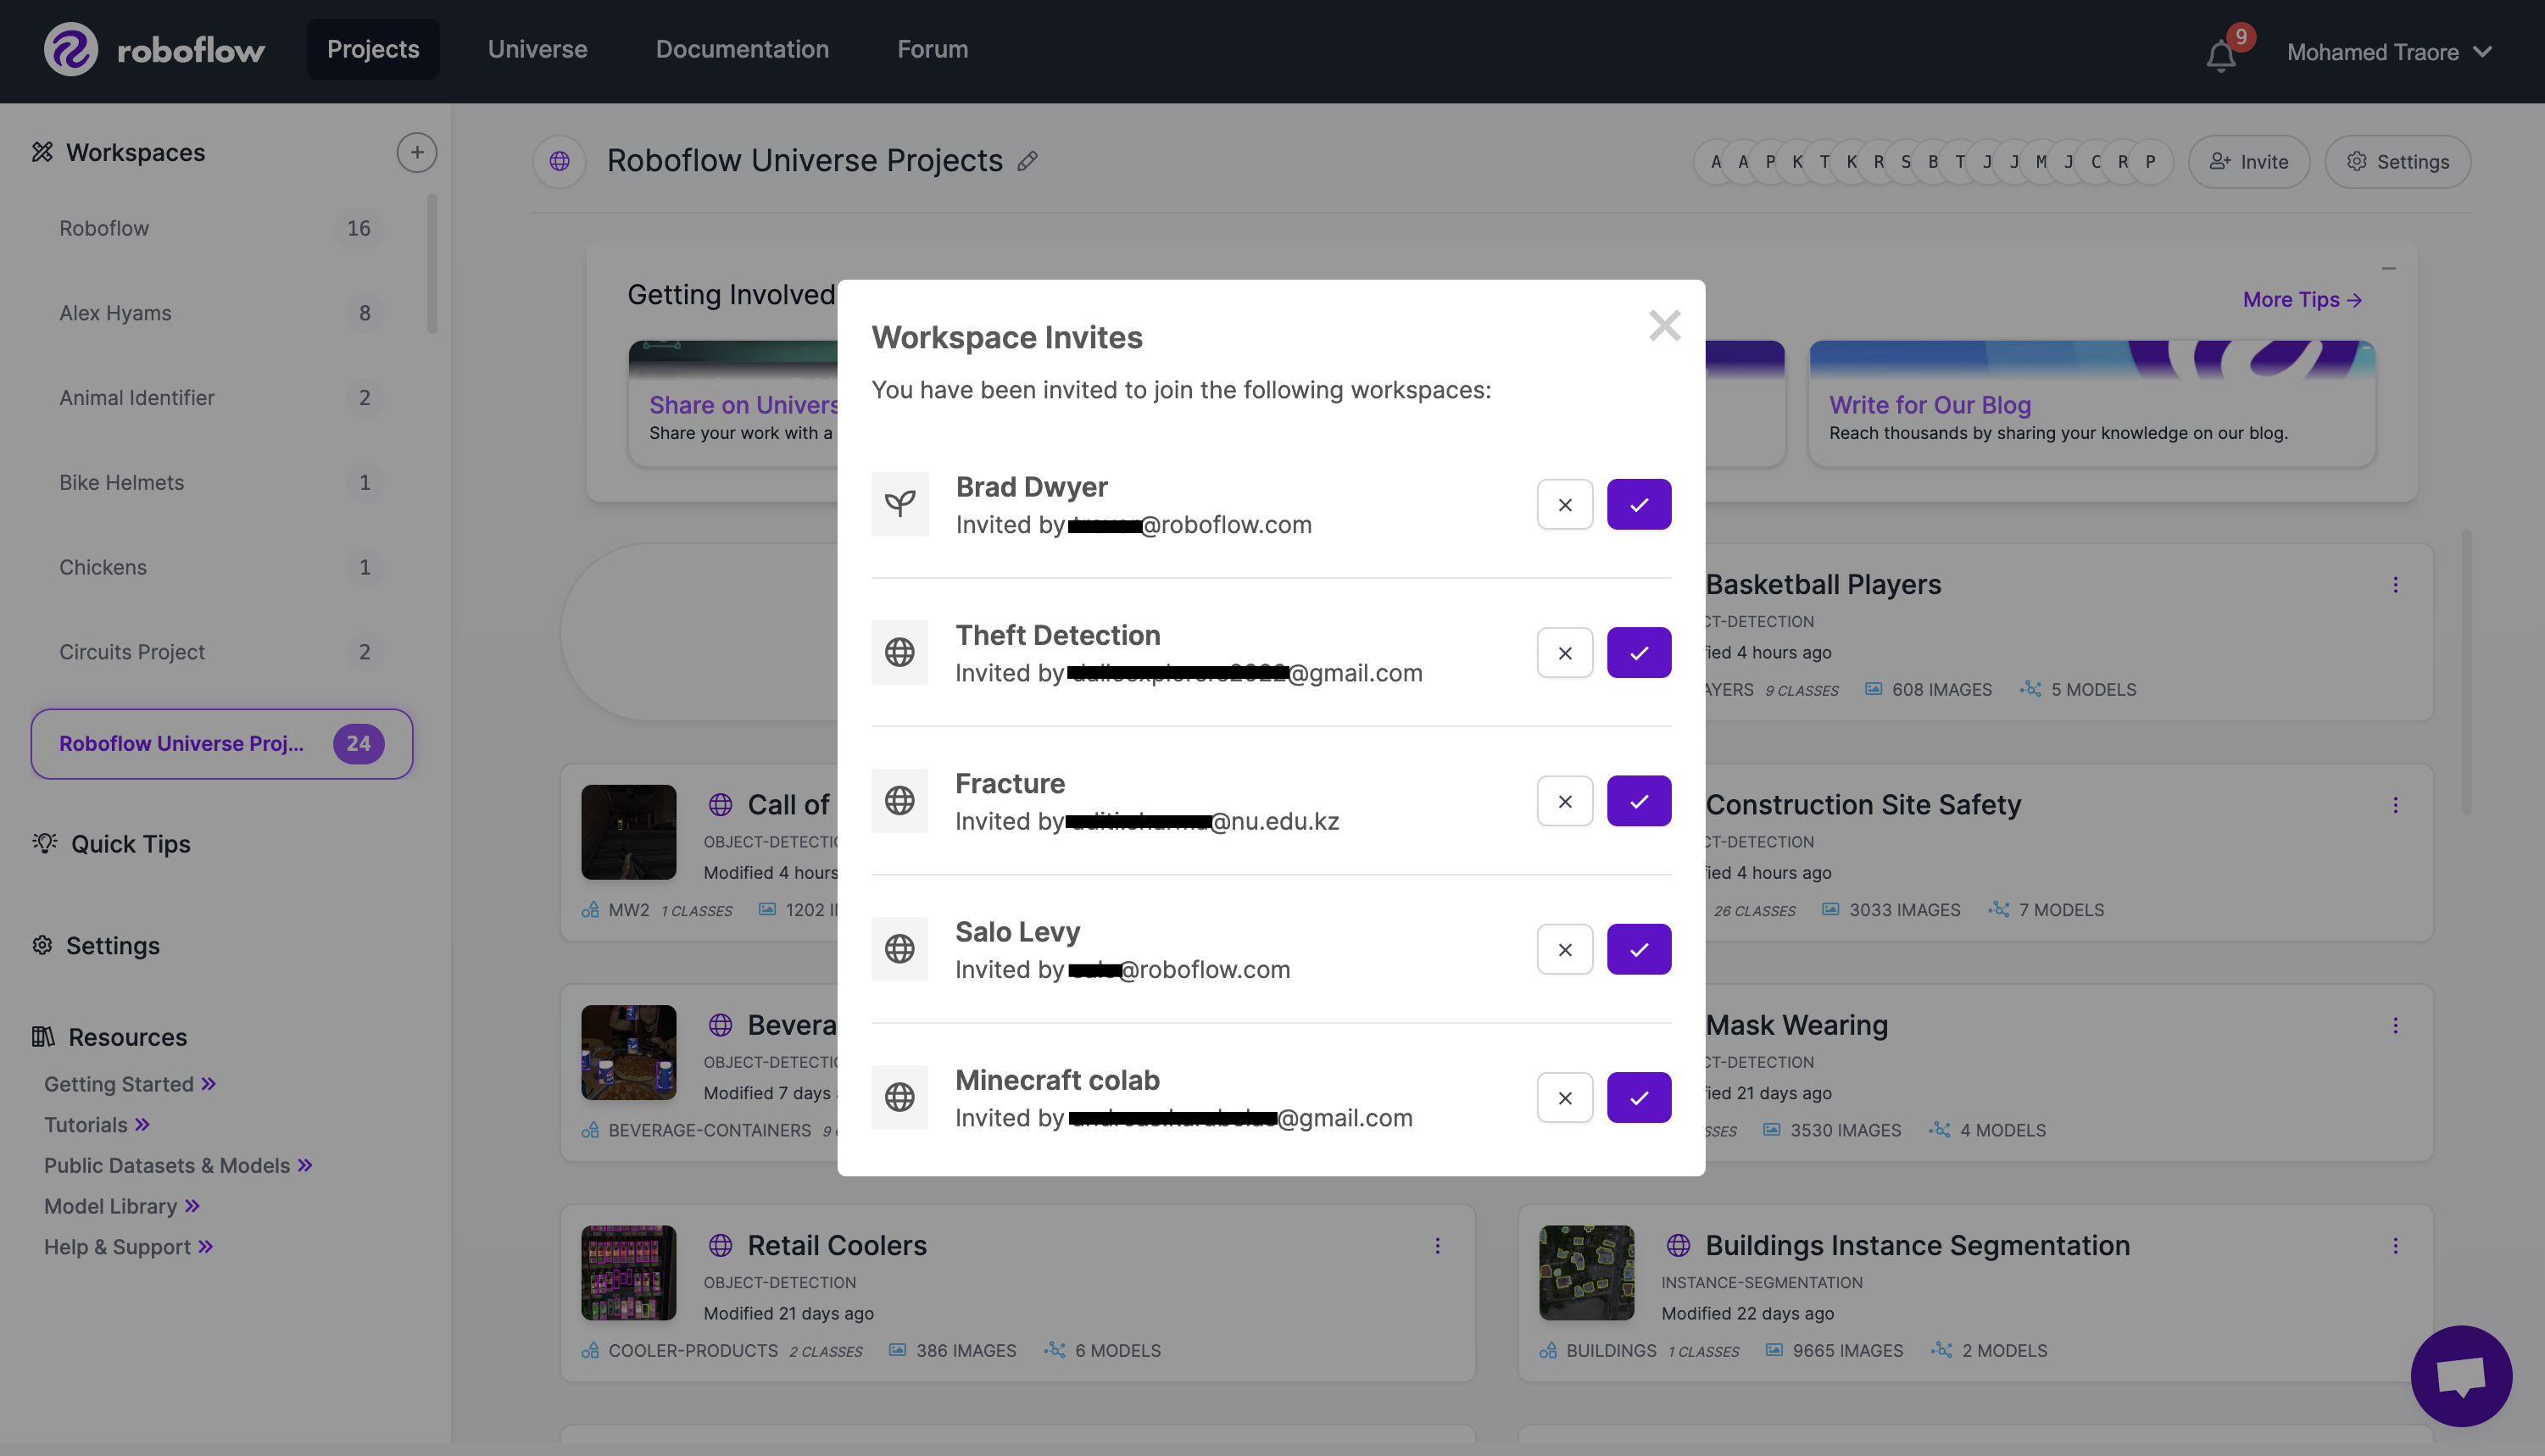 roboflow
Projects
Universe
Documentation
Forum
9
Mohamed Traore
Workspaces
Roboflow 16
Alex Hyams 8
Animal Identifier 2
Bike Helmets 1
Chickens 1
Circuits Project 2
Roboflow Universe Proj... 24
Quick Tips
Settings
Resources
Getting Started
Tutorials
Public Datasets & Models
Model Library
Help & Support
Roboflow Universe Projects
A A P K T K R S B T J J M J C R P
Invite
Settings
Getting Involved
More Tips →
Share on Univers
Share your work with a
Write for Our Blog
Reach thousands by sharing your knowledge on our blog.
Workspace Invites
You have been invited to join the following workspaces:
Brad Dwyer
Invited by @roboflow.com
Theft Detection
Invited by @gmail.com
Fracture
Invited by @nu.edu.kz
Salo Levy
Invited by @roboflow.com
Minecraft colab
Invited by @gmail.com
Basketball Players
CT-DETECTION
ied 4 hours ago
AYERS 9 CLASSES 608 IMAGES 5 MODELS
Call of
OBJECT-DETECTIO
Modified 4 hours
MW2 1 CLASSES 1202 I
Construction Site Safety
CT-DETECTION
ied 4 hours ago
26 CLASSES 3033 IMAGES 7 MODELS
Bevera
OBJECT-DETECTIO
Modified 7 days
BEVERAGE-CONTAINERS 9
Mask Wearing
CT-DETECTION
ied 21 days ago
SSES 3530 IMAGES 4 MODELS
Retail Coolers
OBJECT-DETECTION
Modified 21 days ago
COOLER-PRODUCTS 2 CLASSES 386 IMAGES 6 MODELS
Buildings Instance Segmentation
INSTANCE-SEGMENTATION
Modified 22 days ago
BUILDINGS 1 CLASSES 9665 IMAGES 2 MODELS